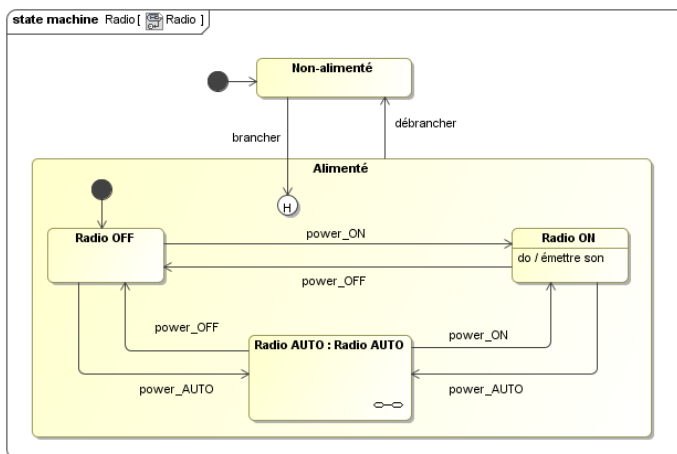 state machine Radio [ Radio ]
Non-alimenté
brancher
débrancher
Alimenté
H
Radio OFF
power_ON
Radio ON
do / émettre son
power_OFF
power_OFF
Radio AUTO : Radio AUTO
power_ON
power_AUTO
power_AUTO